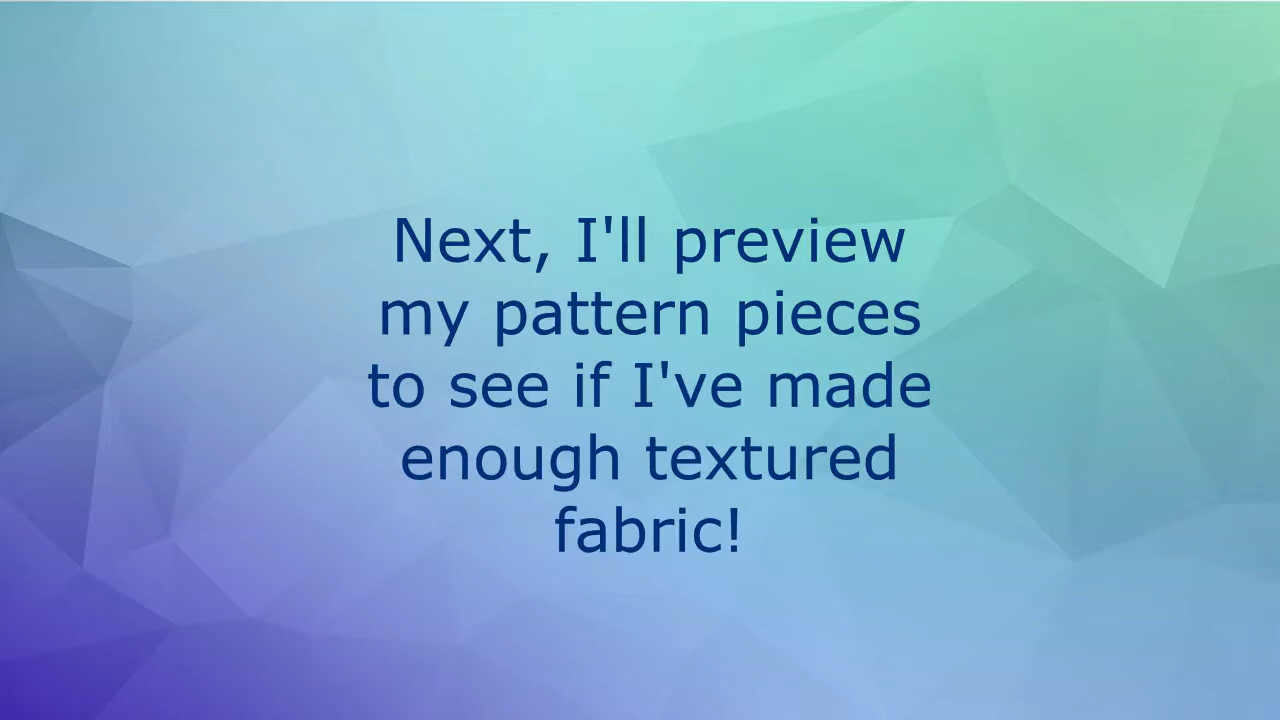 Next, I'll preview
my pattern pieces
to see if I've made
enough textured
fabric!